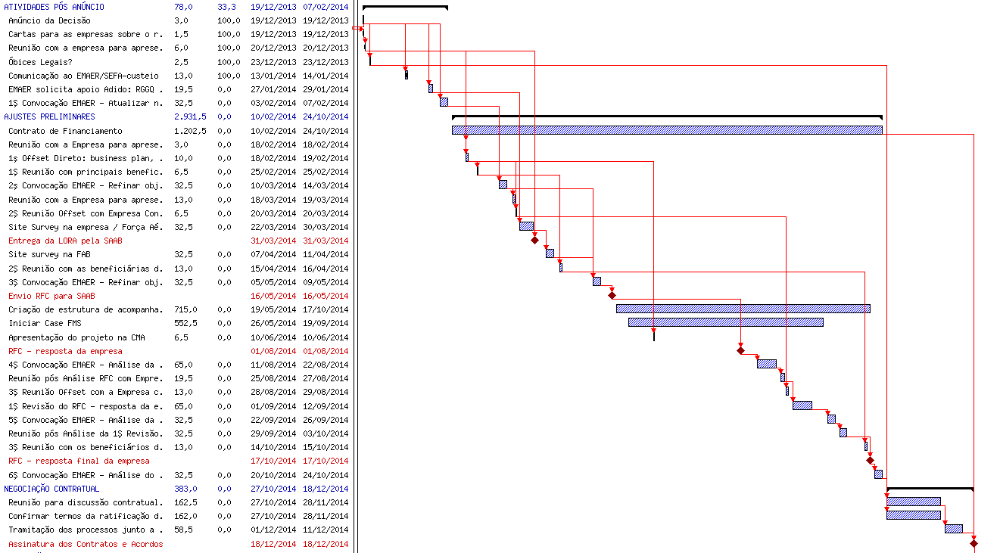 ATIVIDADES PÓS ANÚNCIO 78,0 33,3 19/12/2013 07/02/2014
Anúncio da Decisão 3,0 100,0 19/12/2013 19/12/2013
Cartas para as empresas sobre o r. 1,5 100,0 19/12/2013 19/12/2013
Reunião com a empresa para aprese. 6,0 100,0 20/12/2013 20/12/2013
Óbices Legais? 2,5 100,0 23/12/2013 23/12/2013
Comunicação ao EMAER/SEFA-custeio 13,0 100,0 13/01/2014 14/01/2014
EMAER solicita apoio Adido: RGGQ . 19,5 0,0 27/01/2014 29/01/2014
1$ Convocação EMAER - Atualizar n. 32,5 0,0 03/02/2014 07/02/2014
AJUSTES PRELIMINARES 2.931,5 0,0 10/02/2014 24/10/2014
Contrato de Financiamento 1.202,5 0,0 10/02/2014 24/10/2014
Reunião com a Empresa para aprese. 3,0 0,0 18/02/2014 18/02/2014
1$ Offset Direto: business plan, . 10,0 0,0 18/02/2014 19/02/2014
1$ Reunião com principais benefic. 6,5 0,0 25/02/2014 25/02/2014
2$ Convocação EMAER - Refinar obj. 32,5 0,0 10/03/2014 14/03/2014
Reunião com a Empresa para aprese. 13,0 0,0 18/03/2014 19/03/2014
2$ Reunião Offset com Empresa Con. 6,5 0,0 20/03/2014 20/03/2014
Site Survey na empresa / Força Aé. 32,5 0,0 22/03/2014 30/03/2014
Entrega da LORA pela SAAB 31/03/2014 31/03/2014
Site survey na FAB 32,5 0,0 07/04/2014 11/04/2014
2$ Reunião com as beneficiárias d. 13,0 0,0 15/04/2014 16/04/2014
3$ Convocação EMAER - Refinar obj. 32,5 0,0 05/05/2014 09/05/2014
Envio RFC para SAAB 16/05/2014 16/05/2014
Criação de estrutura de acompanha. 715,0 0,0 19/05/2014 17/10/2014
Iniciar Case FMS 552,5 0,0 26/05/2014 19/09/2014
Apresentação do projeto na CMA 6,5 0,0 10/06/2014 10/06/2014
RFC - resposta da empresa 01/08/2014 01/08/2014
4$ Convocação EMAER - Análise da . 65,0 0,0 11/08/2014 22/08/2014
Reunião pós Análise RFC com Empre. 19,5 0,0 25/08/2014 27/08/2014
3$ Reunião Offset com a Empresa c. 13,0 0,0 28/08/2014 29/08/2014
1$ Revisão do RFC - resposta da e. 65,0 0,0 01/09/2014 12/09/2014
5$ Convocação EMAER - Análise da . 32,5 0,0 22/09/2014 26/09/2014
Reunião pós Análise da 1$ Revisão. 32,5 0,0 29/09/2014 03/10/2014
3$ Reunião com os beneficiários d. 13,0 0,0 14/10/2014 15/10/2014
RFC - resposta final da empresa 17/10/2014 17/10/2014
6$ Convocação EMAER - Análise do . 32,5 0,0 20/10/2014 24/10/2014
NEGOCIAÇÃO CONTRATUAL 383,0 0,0 27/10/2014 18/12/2014
Reunião para discussão contratual. 162,5 0,0 27/10/2014 28/11/2014
Confirmar termos da ratificação d. 162,0 0,0 27/10/2014 28/11/2014
Tramitação dos processos junto a . 58,5 0,0 01/12/2014 11/12/2014
Assinatura dos Contratos e Acordos 18/12/2014 18/12/2014